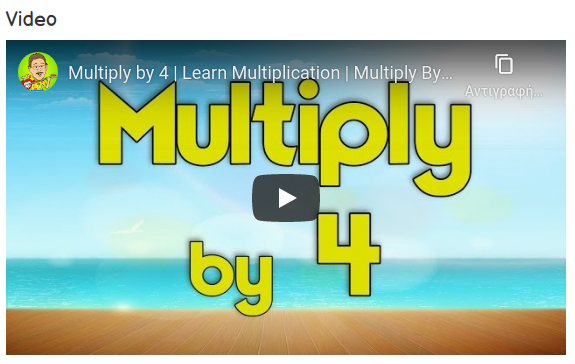 Video
Multiply by 4 | Learn Multiplication | Multiply By...
Αντιγραφή...
Multiply
by 4